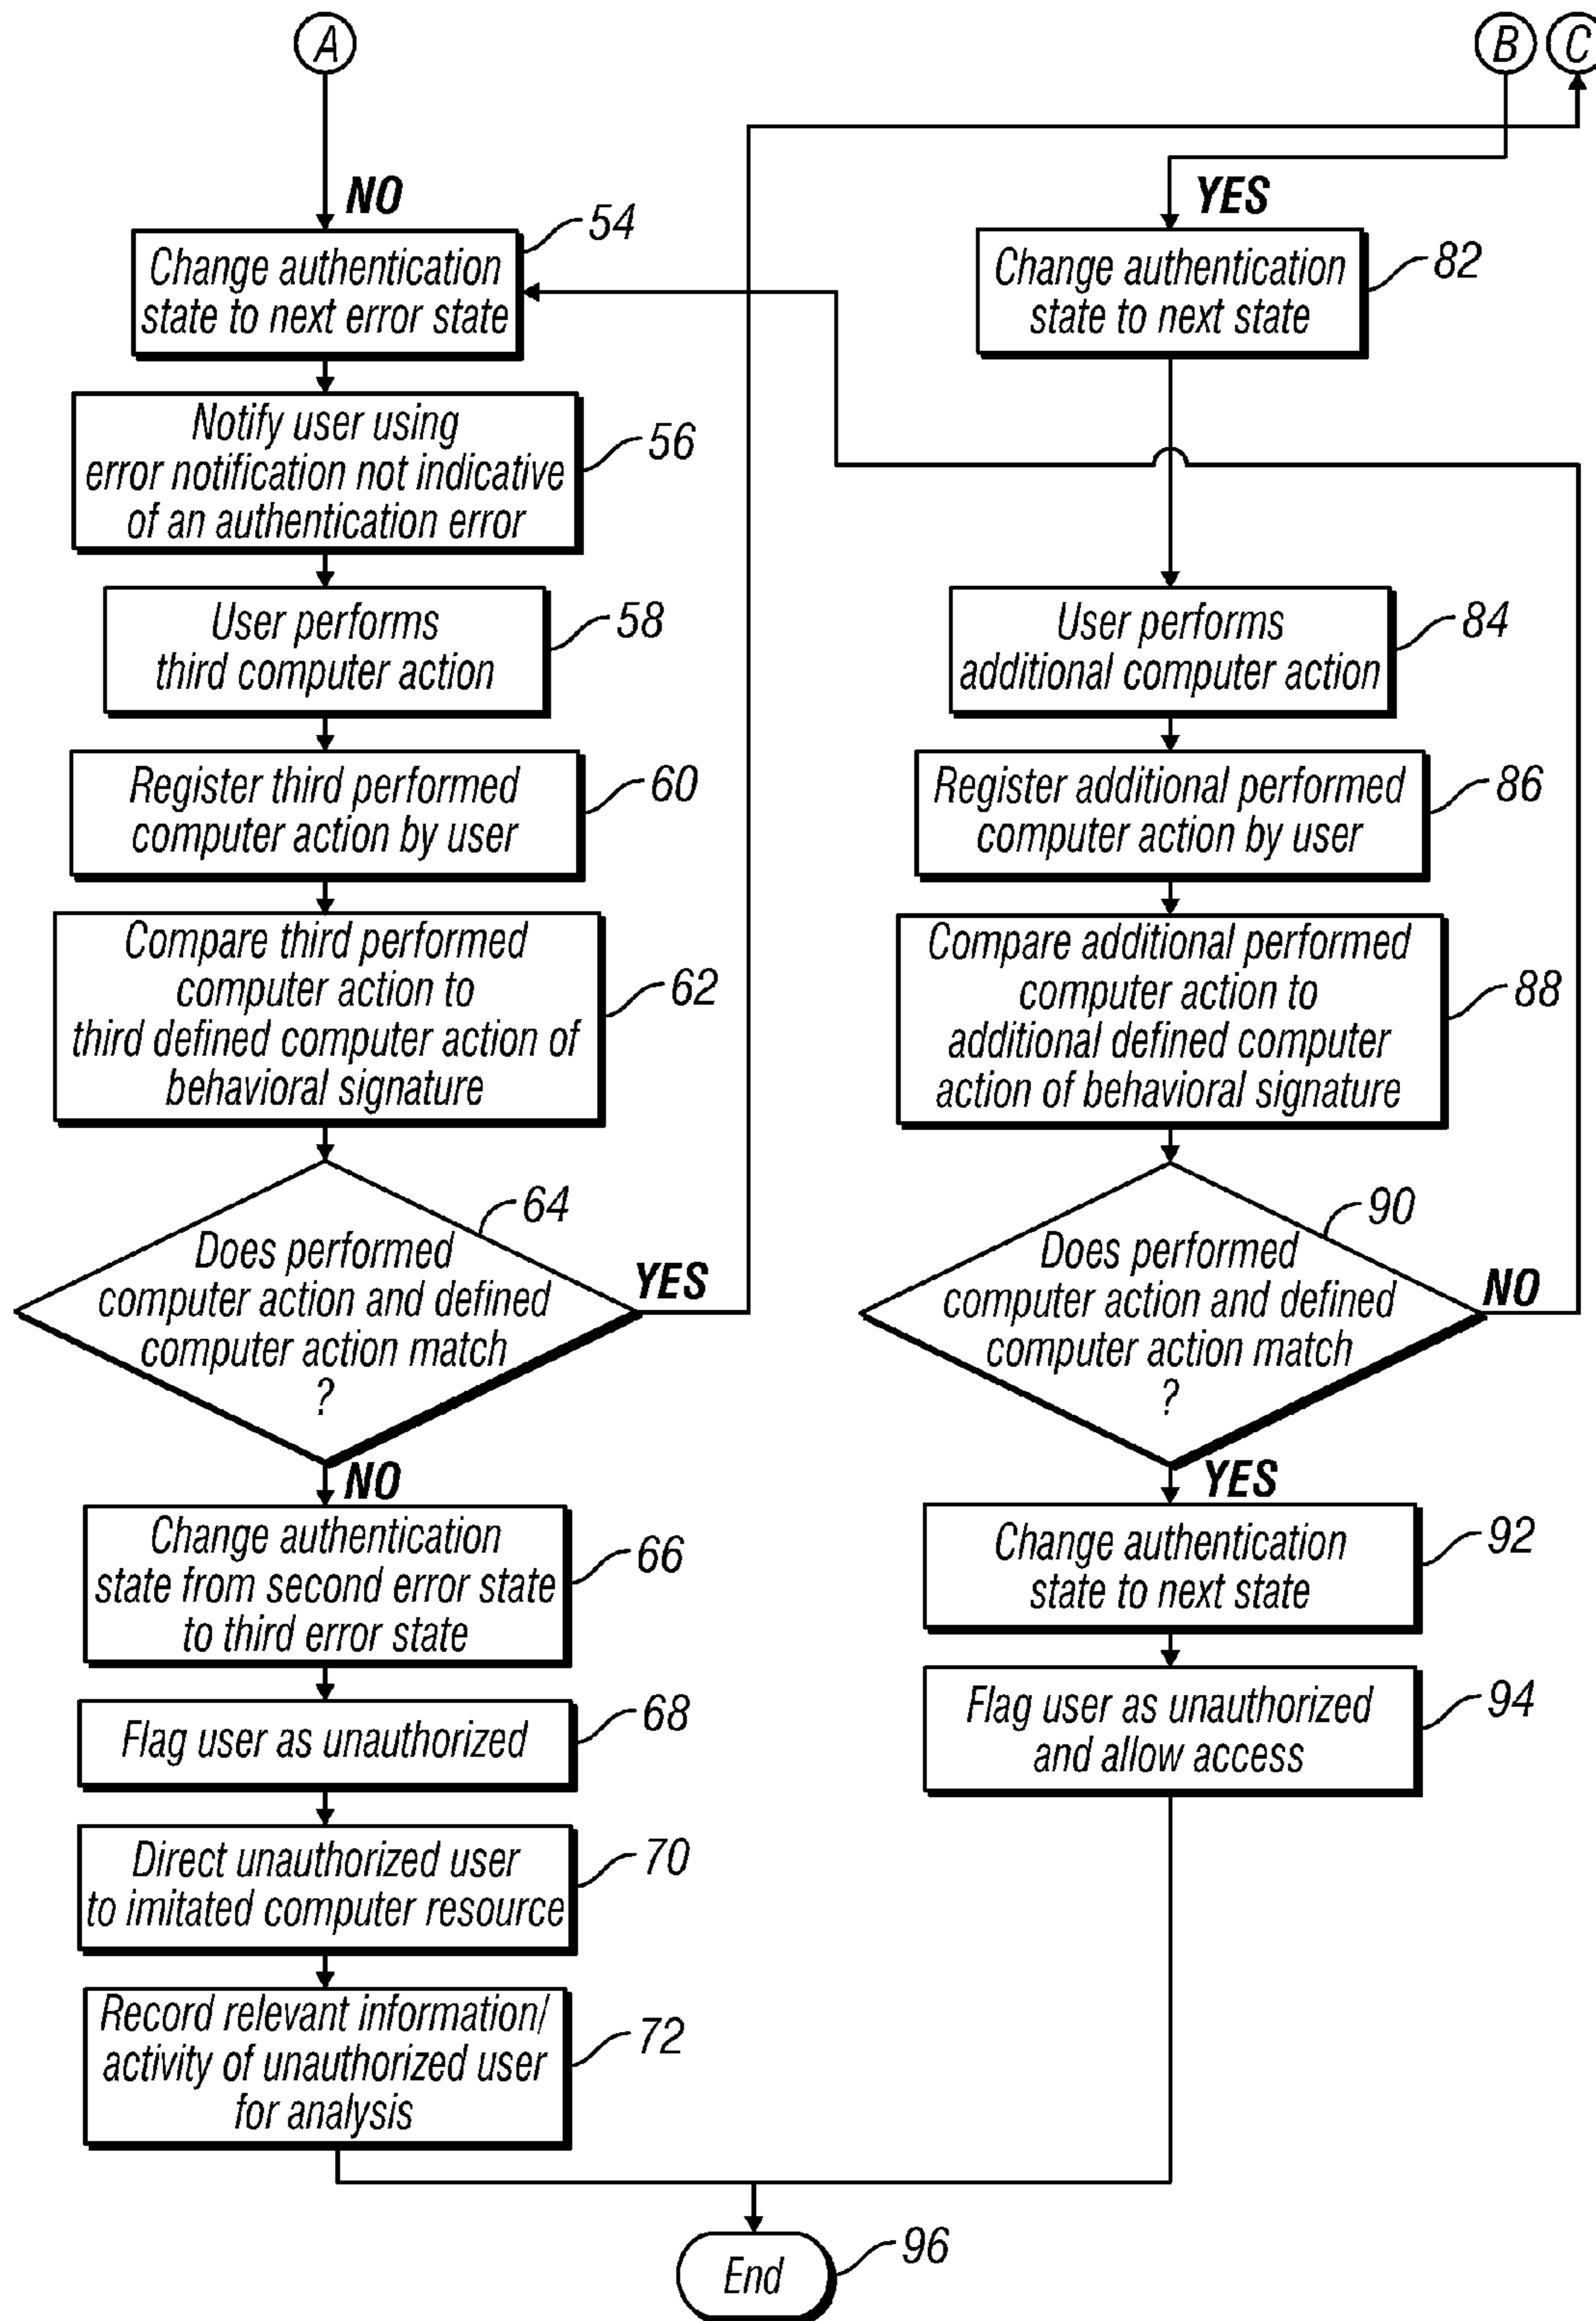 A
B
C
NO
Change authentication
state to next error state
54
Notify user using
error notification not indicative
of an authentication error
56
User performs
third computer action
58
Register third performed
computer action by user
60
Compare third performed
computer action to
third defined computer action of
behavioral signature
62
Does performed
computer action and defined
computer action match
?
64
YES
NO
Change authentication
state from second error state
to third error state
66
Flag user as unauthorized
68
Direct unauthorized user
to imitated computer resource
70
Record relevant information/
activity of unauthorized user
for analysis
72
YES
Change authentication
state to next state
82
User performs
additional computer action
84
Register additional performed
computer action by user
86
Compare additional performed
computer action to
additional defined computer
action of behavioral signature
88
Does performed
computer action and defined
computer action match
?
90
NO
YES
Change authentication
state to next state
92
Flag user as unauthorized
and allow access
94
End
96